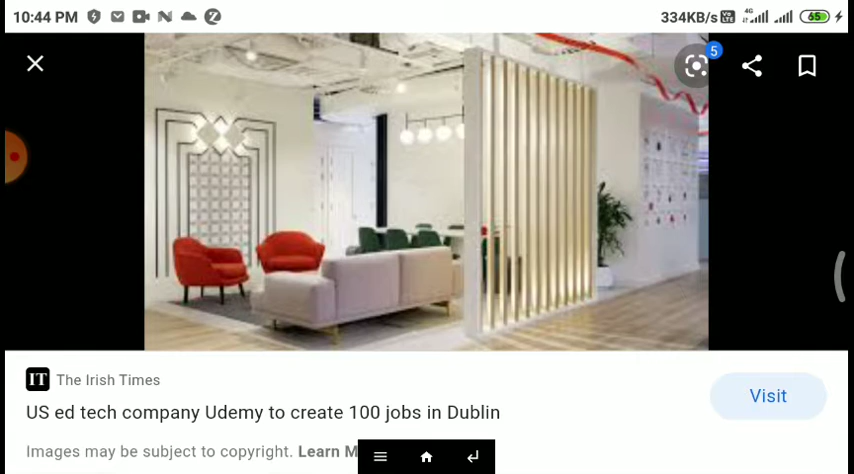 10:44 PM
334KB/s 4G 65
5
IT The Irish Times
Visit
US ed tech company Udemy to create 100 jobs in Dublin
Images may be subject to copyright. Learn M